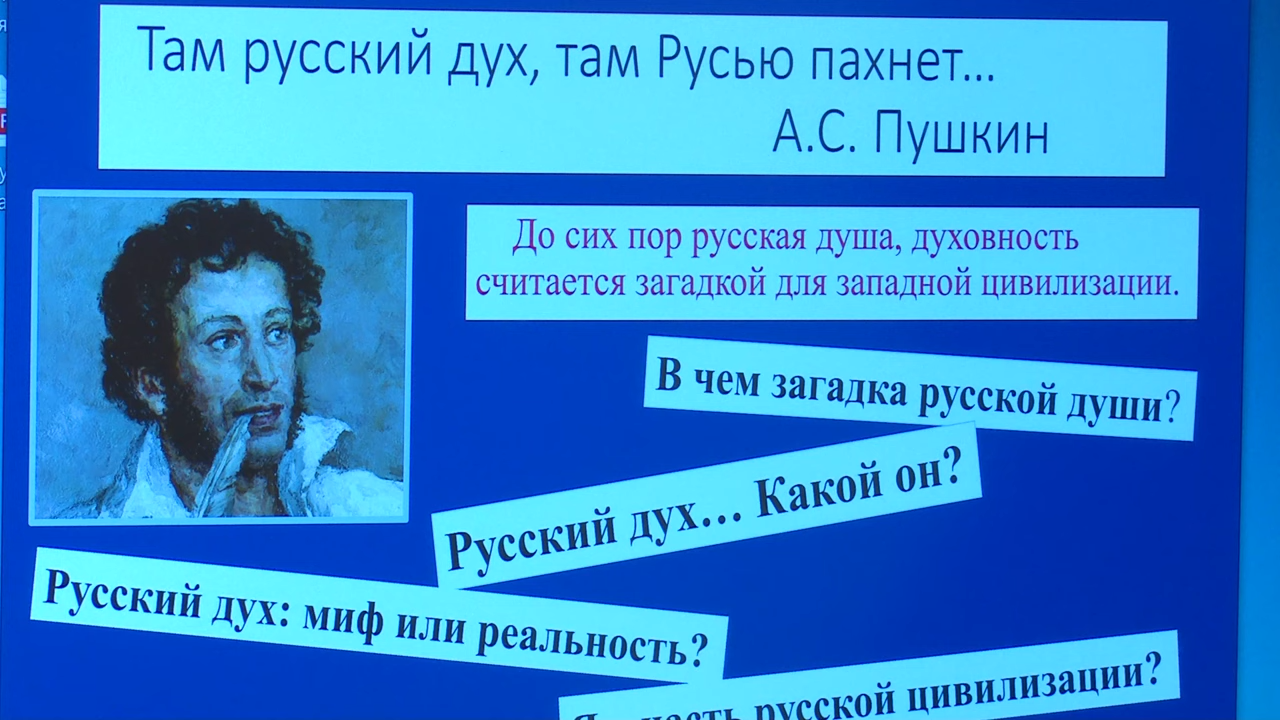 Там русский дух, там Русью пахнет...
А.С. Пушкин
До сих пор русская душа, духовность
считается загадкой для западной цивилизации.
В чем загадка русской души?
Русский дух... Какой он?
Русский дух: миф или реальность?
русской цивилизации?